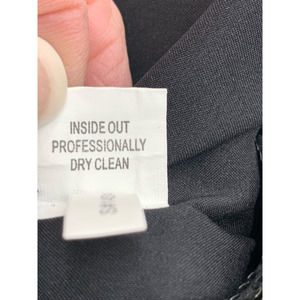 INSIDE OUT
PROFESSIONALLY
DRY CLEAN